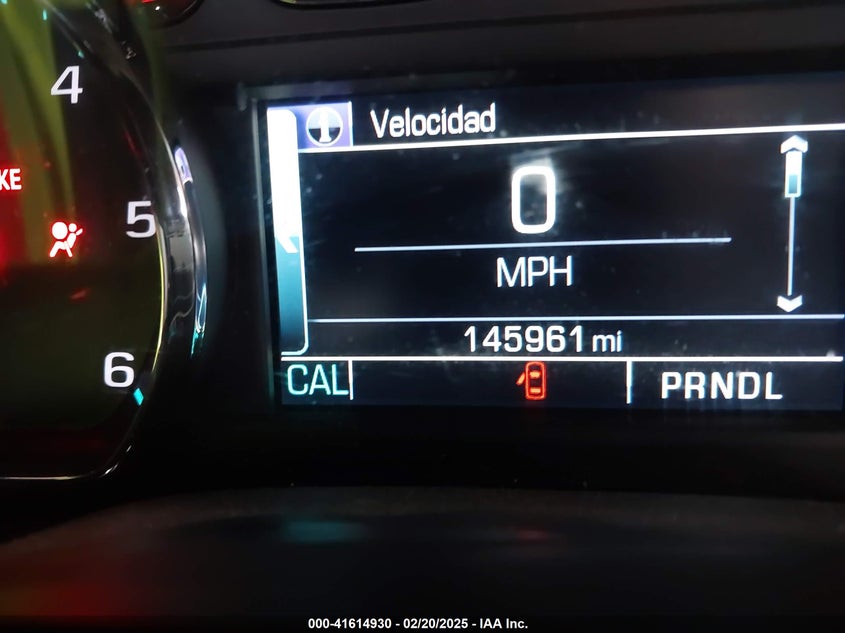 4
KE
5
6
Velocidad
0
MPH
145961 mi
CAL
PRNDL
000-41614930 - 02/20/2025 - IAA Inc.